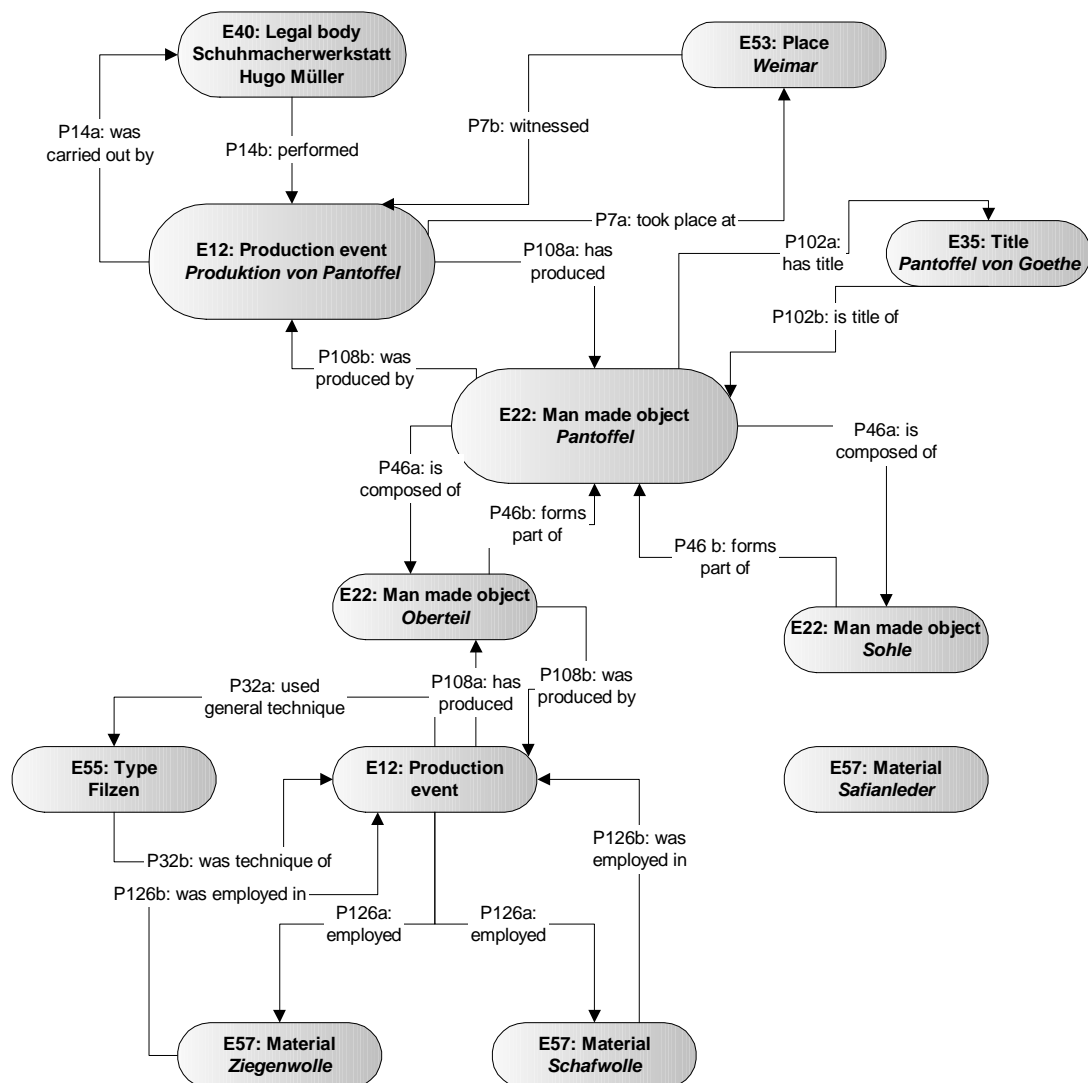 E40: Legal body
Schuhmacherwerkstatt
Hugo Müller
E53: Place
Weimar
P14a: was
carried out by
P14b: performed
P7b: witnessed
P7a: took place at
E12: Production event
Produktion von Pantoffel
P108a: has
produced
P102a:
has title
E35: Title
Pantoffel von Goethe
P102b: is title of
P108b: was
produced by
E22: Man made object
Pantoffel
P46a: is
composed of
P46a: is
composed of
P46b: forms
part of
P46 b: forms
part of
E22: Man made object
Oberteil
E22: Man made object
Sohle
P32a: used
general technique
P108a: has
produced
P108b: was
produced by
E55: Type
Filzen
E12: Production
event
E57: Material
Safianleder
P32b: was technique of
P126b: was employed in
P126b: was
employed in
P126a:
employed
P126a:
employed
E57: Material
Ziegenwolle
E57: Material
Schafwolle